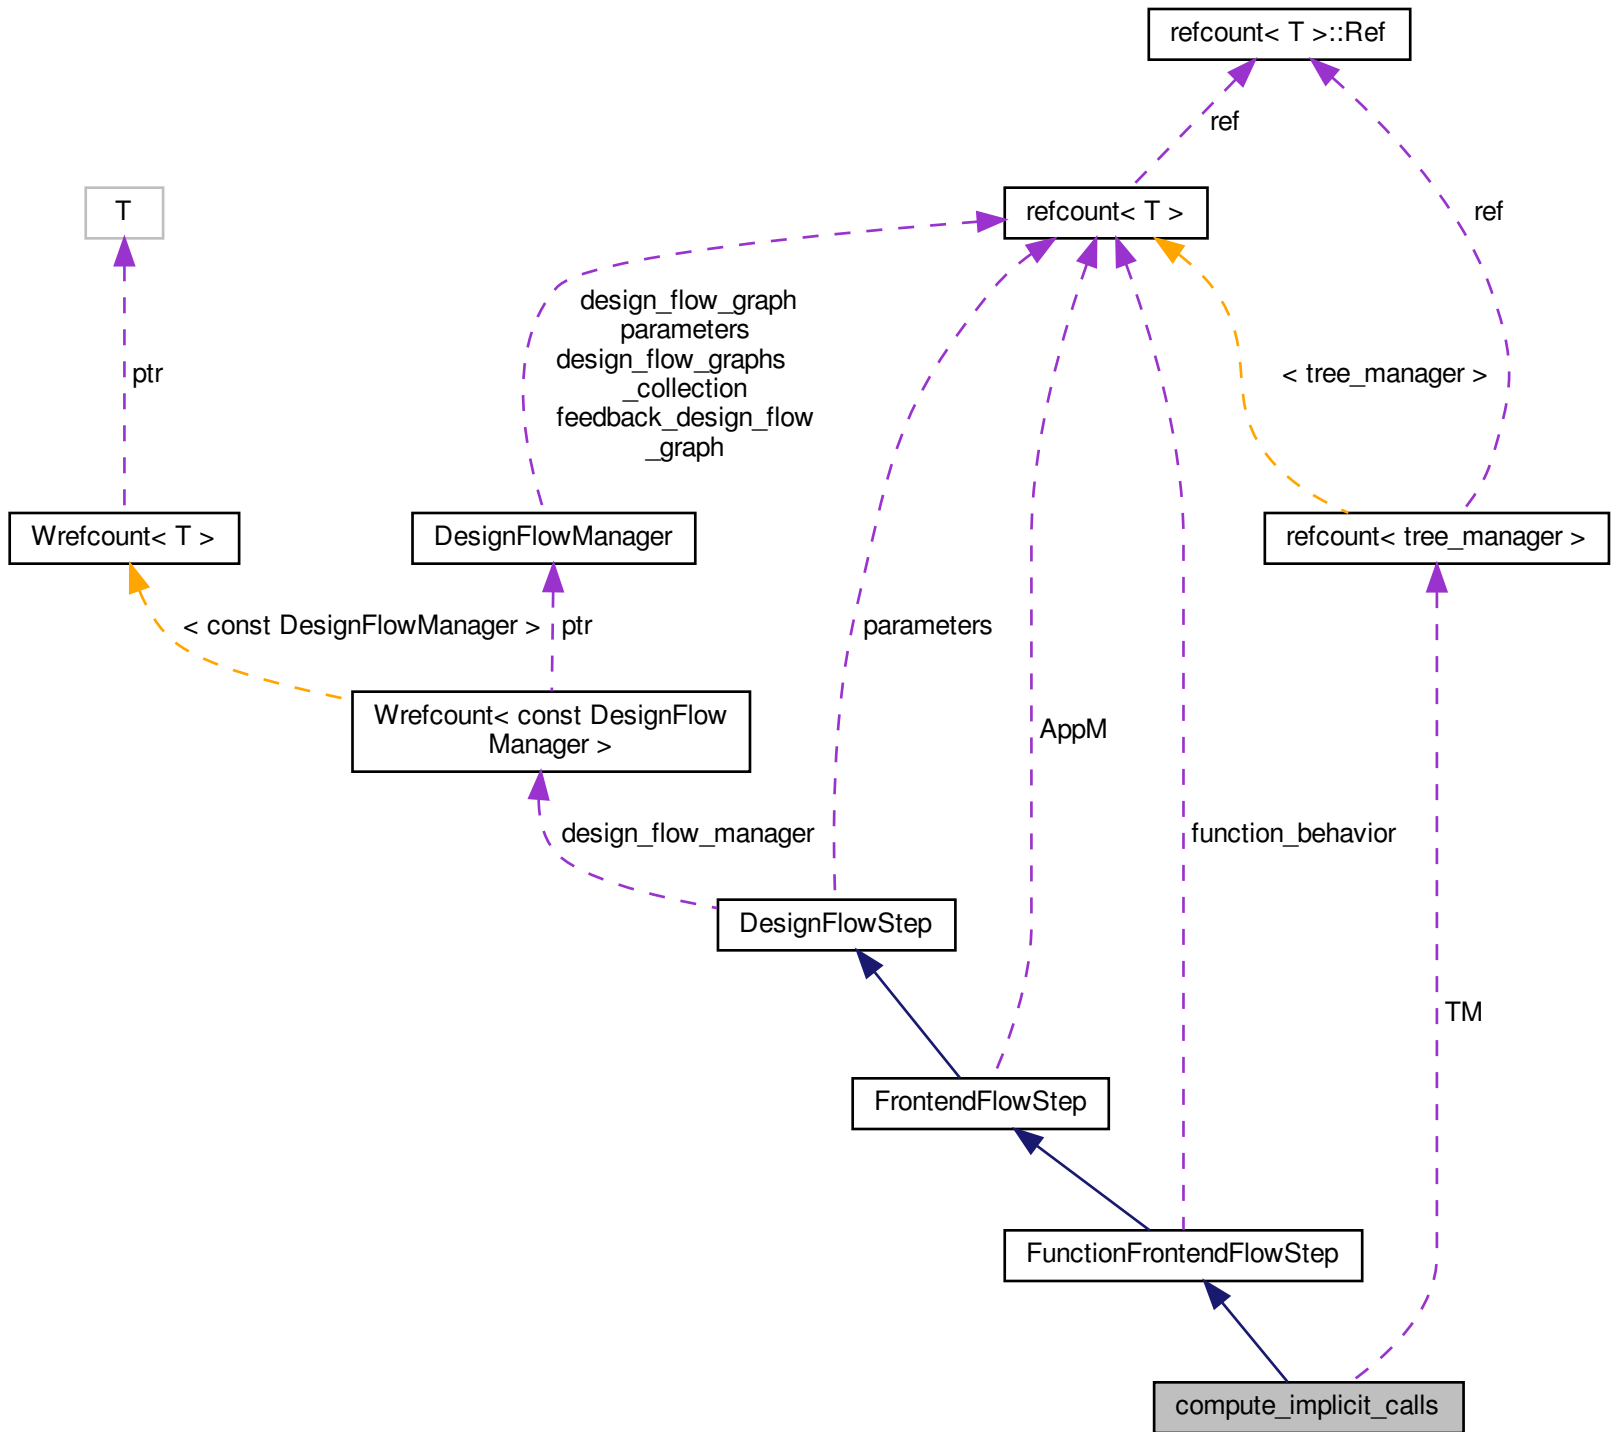 refcount< T >::Ref
ref
T
refcount< T >
ref
design_flow_graph
parameters
design_flow_graphs
_collection
feedback_design_flow
_graph
ptr
< tree_manager >
Wrefcount< T >
DesignFlowManager
refcount< tree_manager >
< const DesignFlowManager >
ptr
parameters
Wrefcount< const DesignFlow
Manager >
AppM
design_flow_manager
function_behavior
DesignFlowStep
TM
FrontendFlowStep
FunctionFrontendFlowStep
compute_implicit_calls